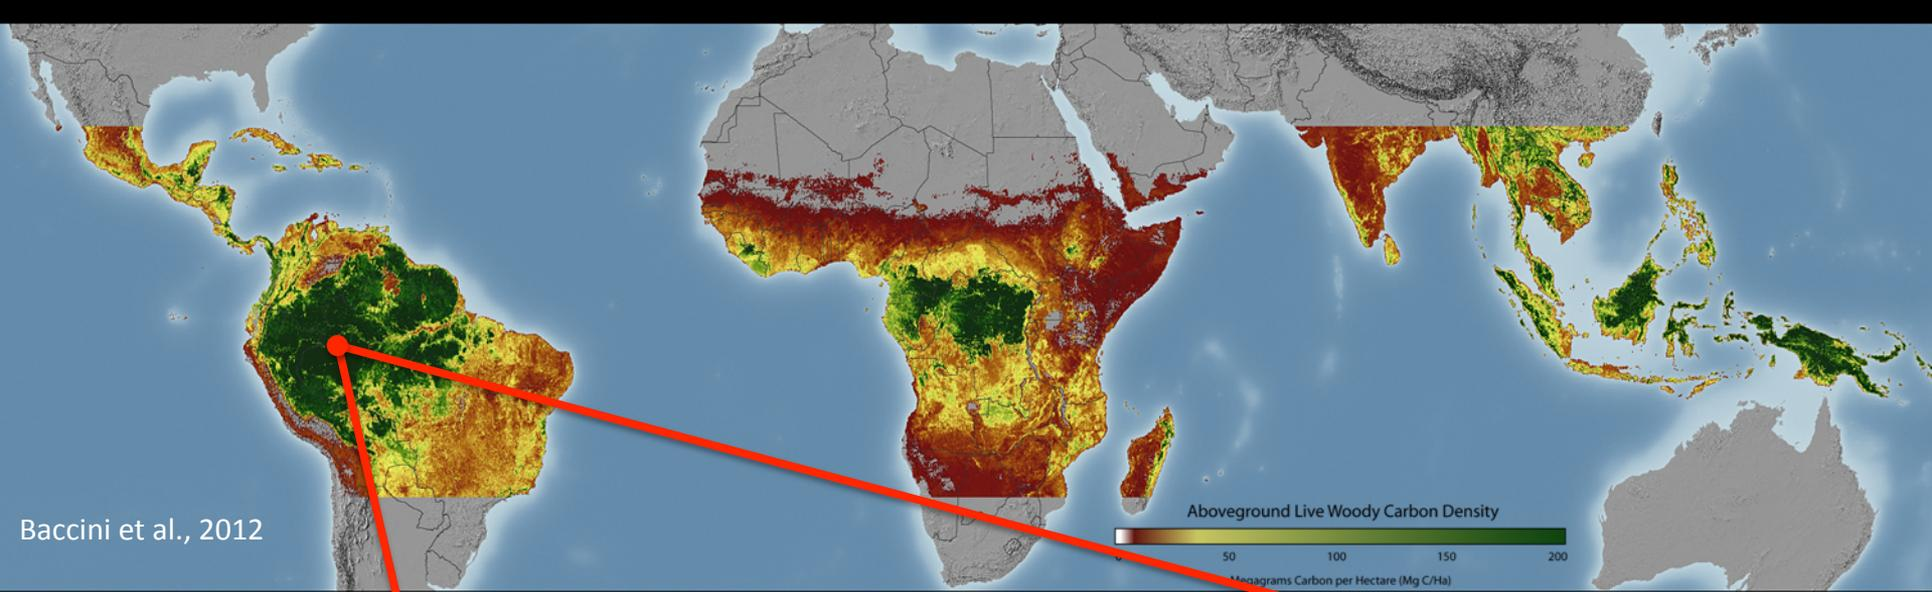 Baccini et al., 2012
Aboveground Live Woody Carbon Density
0 50 100 150 200
Megagrams Carbon per Hectare (Mg C/Ha)